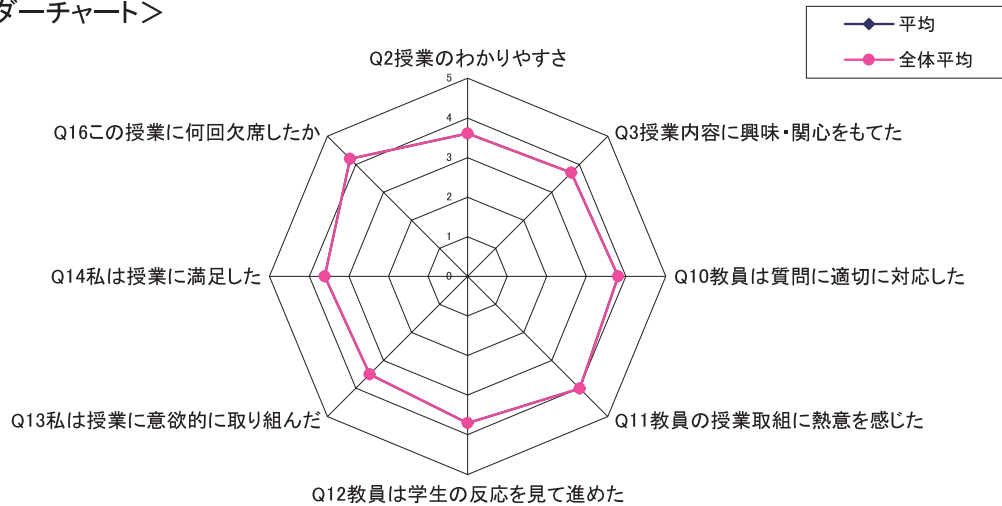 ダーチャート＞
平均
全体平均
Q2授業のわかりやすさ
Q16この授業に何回欠席したか
Q3授業内容に興味・関心をもてた
Q14私は授業に満足した
Q10教員は質問に適切に対応した
Q13私は授業に意欲的に取り組んだ
Q11教員の授業取組に熱意を感じた
Q12教員は学生の反応を見て進めた
5
4
3
2
1
0